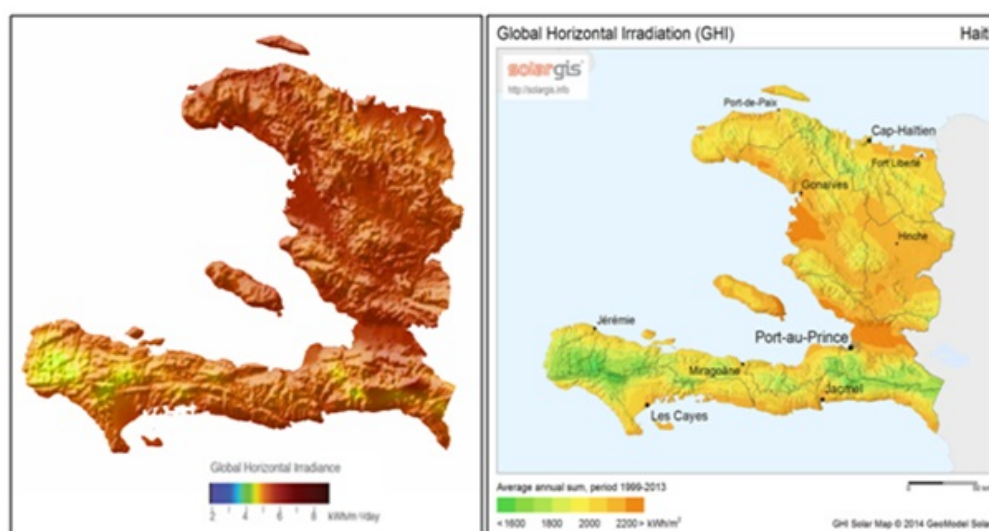 Global Horizontal Irradiance
2 4 6 8 kWh/m²/day
Global Horizontal Irradiation (GHI)
Haiti
solargis
http://solargis.info
Port-de-Paix
Cap-Haïtien
Fort Liberté
Gonaïves
Hinche
Jérémie
Port-au-Prince
Miragoâne
Jacmel
Les Cayes
Average annual sum, period 1999-2013
< 1600 1800 2000 2200 > kWh/m²
0
GHI Solar Map © 2014 GeoModel Solar